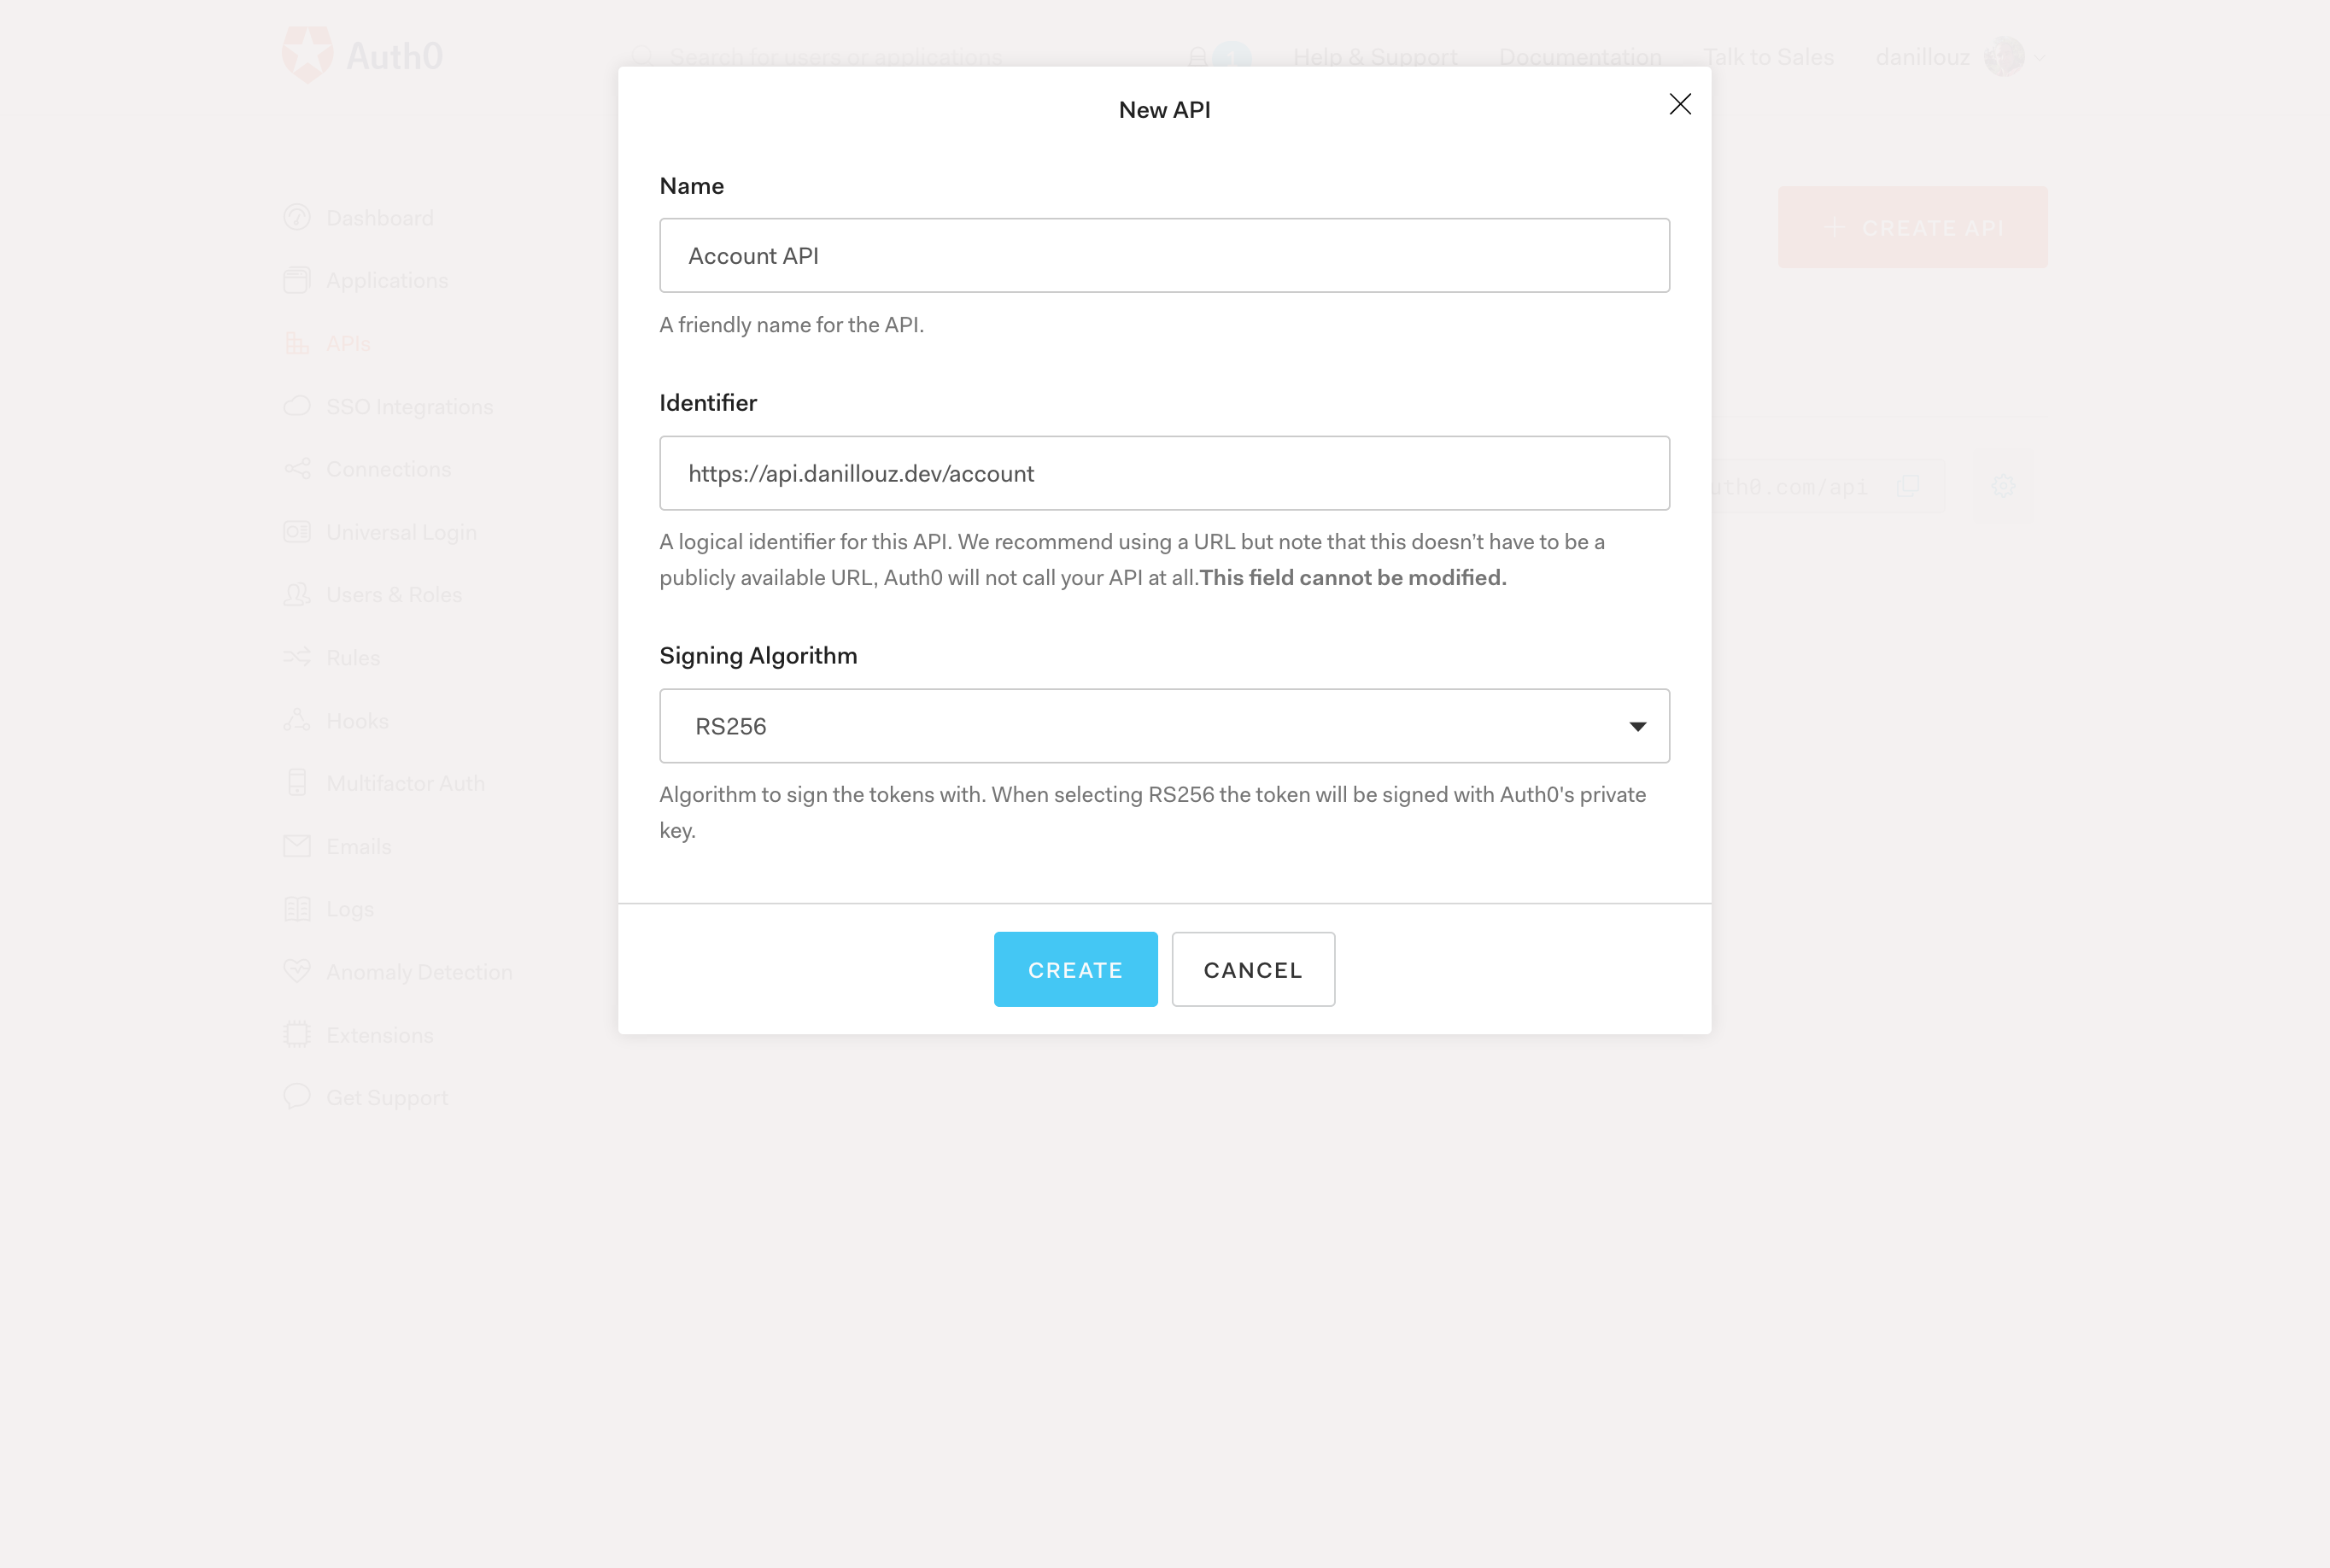 Auth0
Search for users or applications
Help & Support
Documentation
Talk to Sales
danillouz
New API
Name
Account API
A friendly name for the API.
Identifier
https://api.danillouz.dev/account
A logical identifier for this API. We recommend using a URL but note that this doesn’t have to be a
publicly available URL, Auth0 will not call your API at all.This field cannot be modified.
Signing Algorithm
RS256
Algorithm to sign the tokens with. When selecting RS256 the token will be signed with Auth0's private
key.
CREATE
CANCEL
Dashboard
Applications
APIs
SSO Integrations
Connections
Universal Login
Users & Roles
Rules
Hooks
Multifactor Auth
Emails
Logs
Anomaly Detection
Extensions
Get Support
+ CREATE API
uth0.com/api